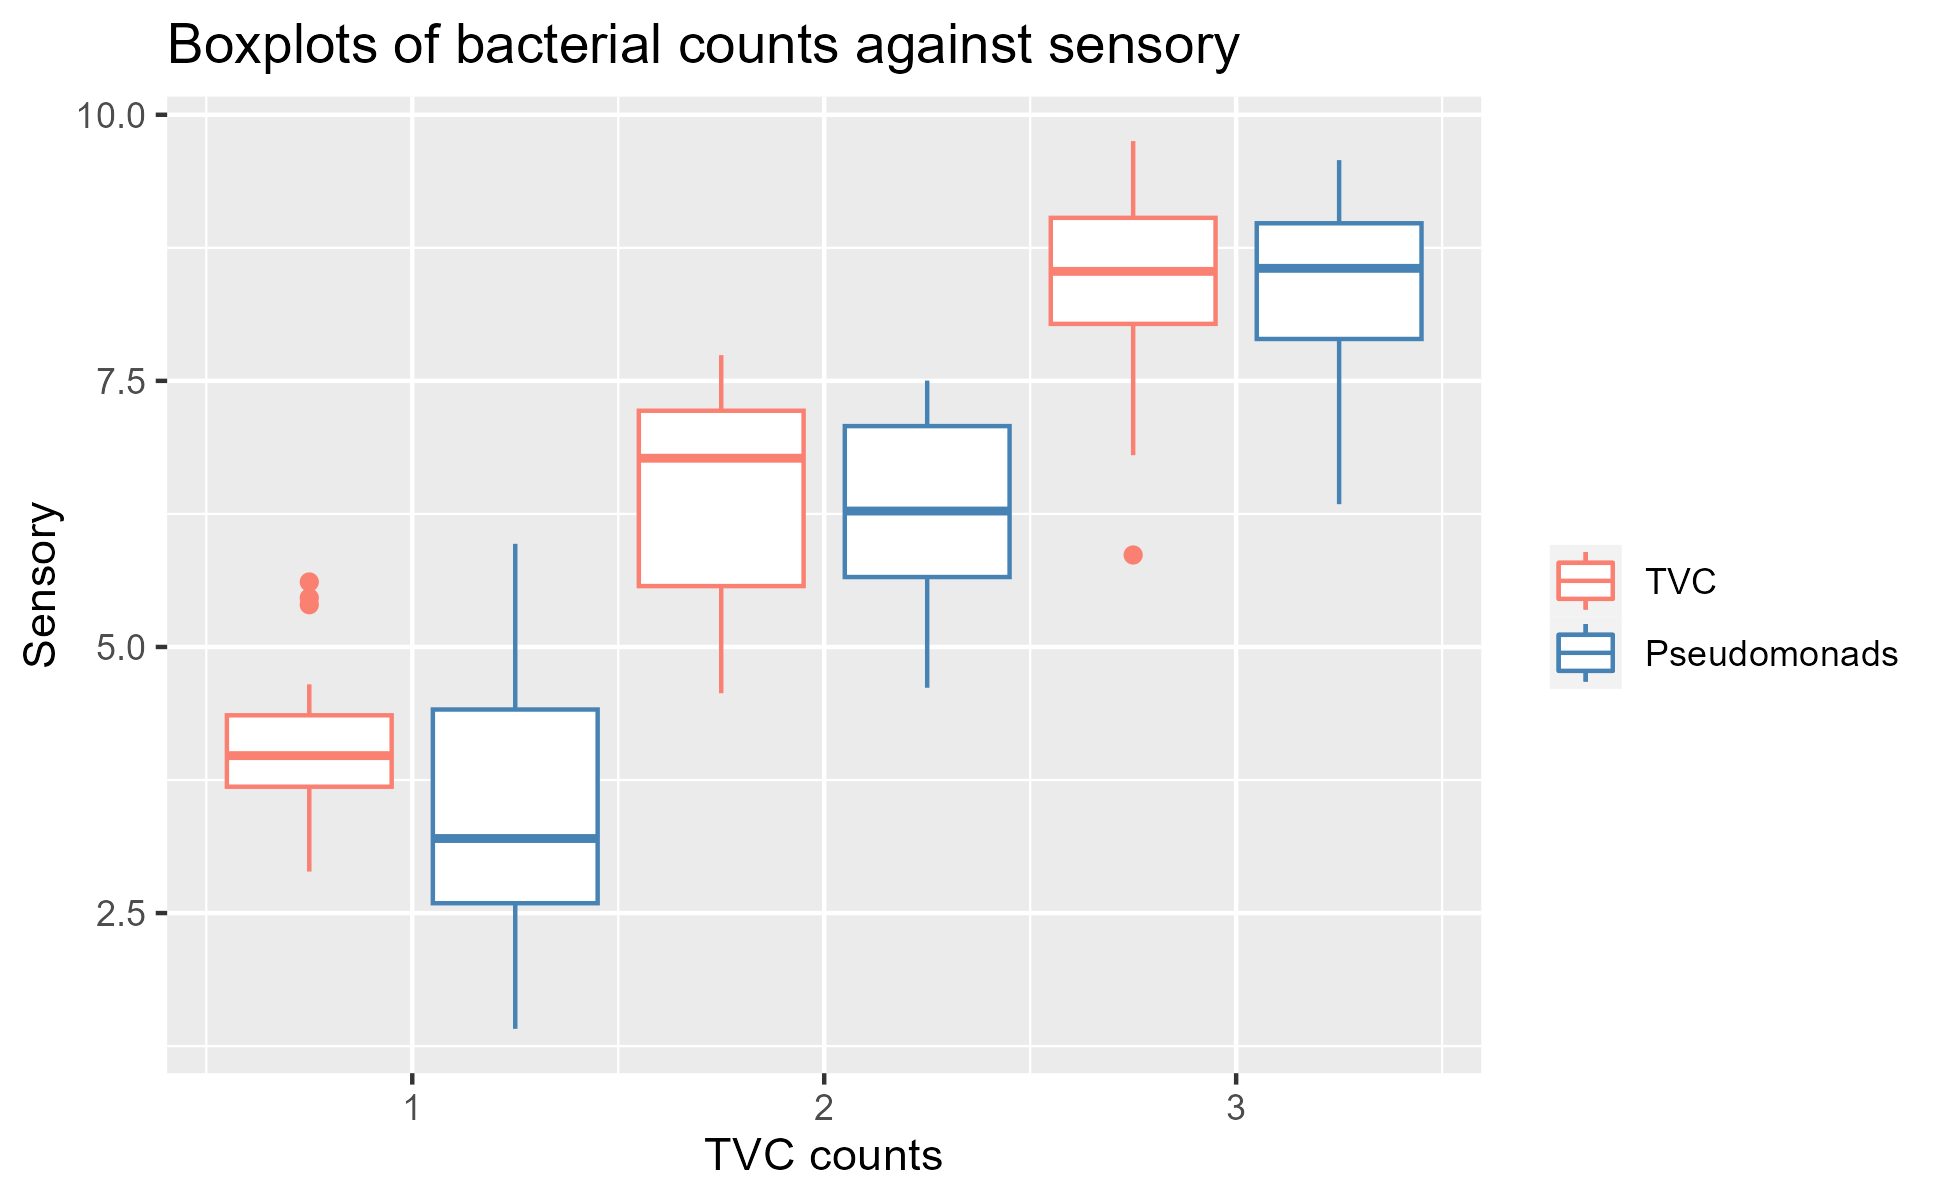 Boxplots of bacterial counts against sensory
10.0
7.5
5.0
2.5
Sensory
1 2 3
TVC counts
TVC
Pseudomonads